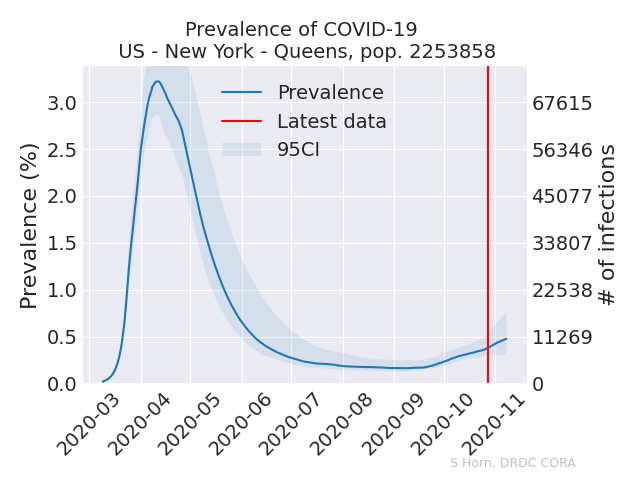 Prevalence of COVID-19
US - New York - Queens, pop. 2253858
Prevalence
Latest data
95CI
Prevalence (%)
3.0
2.5
2.0
1.5
1.0
0.5
0.0
67615
56346
45077
33807
22538
11269
0
# of infections
2020-03
2020-04
2020-05
2020-06
2020-07
2020-08
2020-09
2020-10
2020-11
S Horn, DRDC CORA